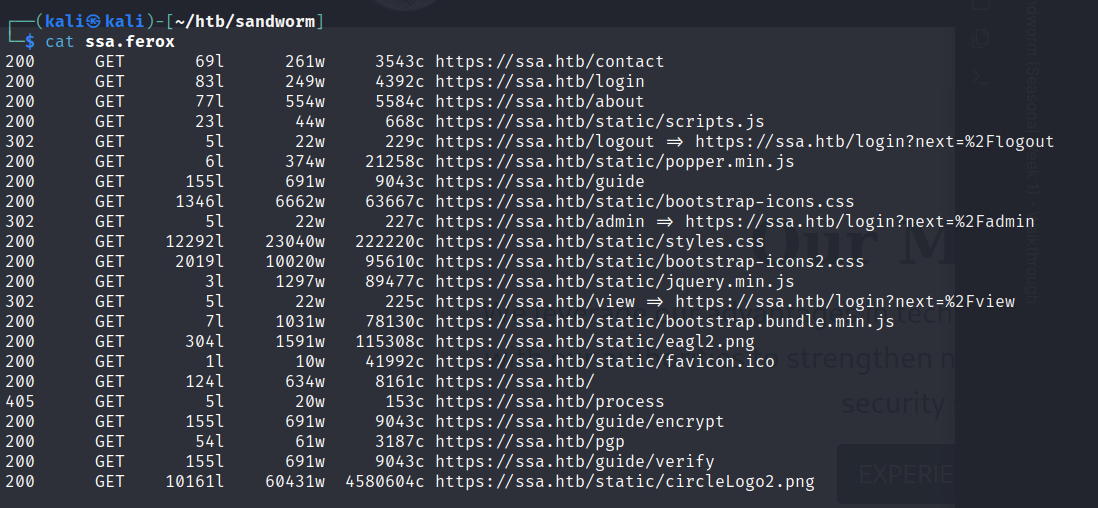 ┌──(kali㉿kali)-[~/htb/sandworm]
└─$ cat ssa.ferox
200 GET 69l 261w 3543c https://ssa.htb/contact
200 GET 83l 249w 4392c https://ssa.htb/login
200 GET 77l 554w 5584c https://ssa.htb/about
200 GET 23l 44w 668c https://ssa.htb/static/scripts.js
302 GET 5l 22w 229c https://ssa.htb/logout => https://ssa.htb/login?next=%2Flogout
200 GET 6l 374w 21258c https://ssa.htb/static/popper.min.js
200 GET 155l 691w 9043c https://ssa.htb/guide
200 GET 1346l 6662w 63667c https://ssa.htb/static/bootstrap-icons.css
302 GET 5l 22w 227c https://ssa.htb/admin => https://ssa.htb/login?next=%2Fadmin
200 GET 12292l 23040w 222220c https://ssa.htb/static/styles.css
200 GET 2019l 10020w 95610c https://ssa.htb/static/bootstrap-icons2.css
200 GET 3l 1297w 89477c https://ssa.htb/static/jquery.min.js
302 GET 5l 22w 225c https://ssa.htb/view => https://ssa.htb/login?next=%2Fview
200 GET 7l 1031w 78130c https://ssa.htb/static/bootstrap.bundle.min.js
200 GET 304l 1591w 115308c https://ssa.htb/static/eagl2.png
200 GET 1l 10w 41992c https://ssa.htb/static/favicon.ico
200 GET 124l 634w 8161c https://ssa.htb/
405 GET 5l 20w 153c https://ssa.htb/process
200 GET 155l 691w 9043c https://ssa.htb/guide/encrypt
200 GET 54l 61w 3187c https://ssa.htb/pgp
200 GET 155l 691w 9043c https://ssa.htb/guide/verify
200 GET 10161l 60431w 4580604c https://ssa.htb/static/circleLogo2.png
Our M
to strengthen
security
EXPERIE